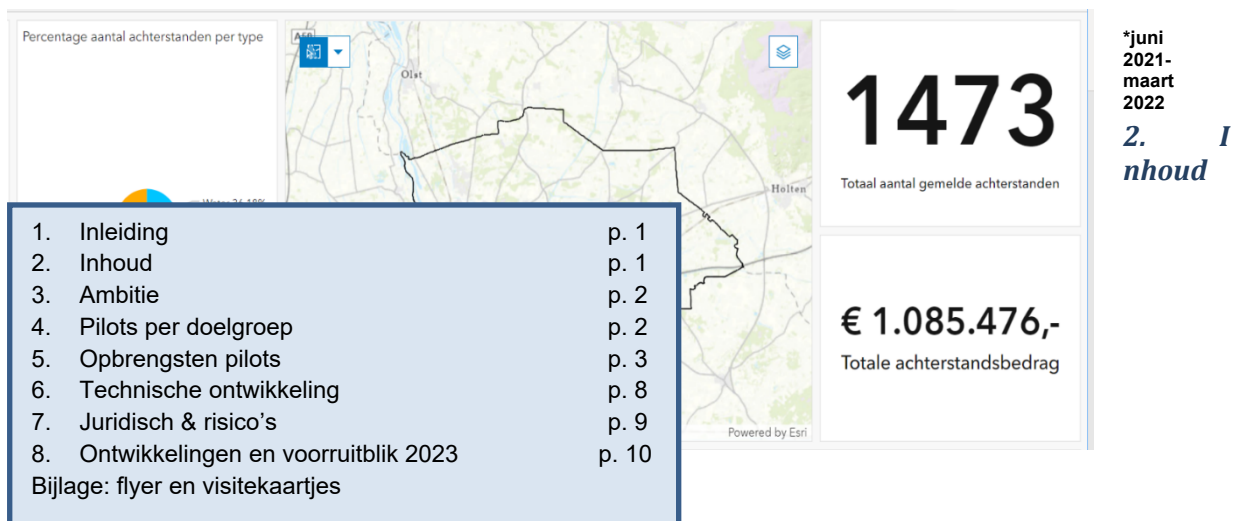 Percentage aantal achterstanden per type
Olst
Holten
1473
Totaal aantal gemelde achterstanden
€ 1.085.476,-
Totale achterstandsbedrag
Powered by Esri
*juni
2021-
maart
2022
2. I
nhoud
1. Inleiding p. 1
2. Inhoud p. 1
3. Ambitie p. 2
4. Pilots per doelgroep p. 2
5. Opbrengsten pilots p. 3
6. Technische ontwikkeling p. 8
7. Juridisch & risico’s p. 9
8. Ontwikkelingen en voorruitblik 2023 p. 10
Bijlage: flyer en visitekaartjes